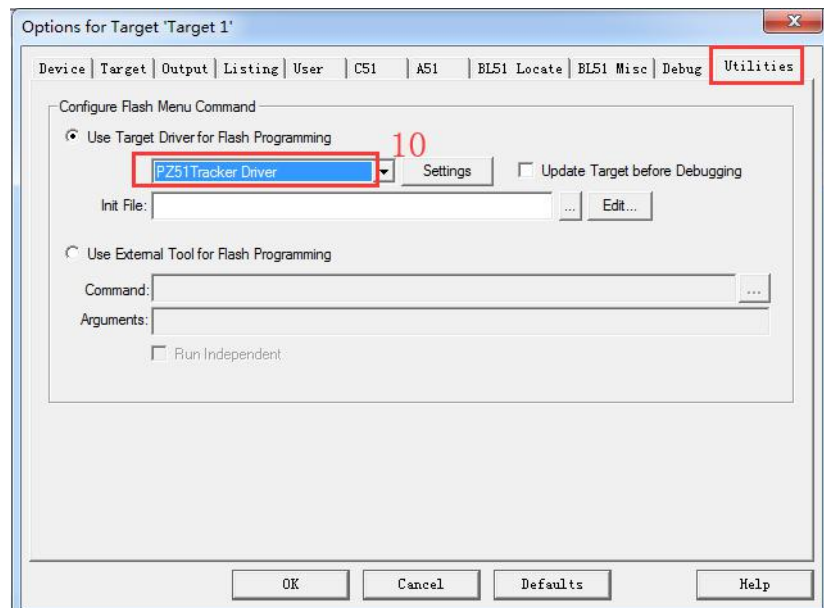 Options for Target 'Target 1'
Device | Target | Output | Listing | User | C51 | A51 | BL51 Locate | BL51 Misc | Debug | Utilities
Configure Flash Menu Command
Use Target Driver for Flash Programming
10
PZ51Tracker Driver
Settings
Update Target before Debugging
Init File:
...
Edit...
Use External Tool for Flash Programming
Command:
...
Arguments:
Run Independent
OK
Cancel
Defaults
Help